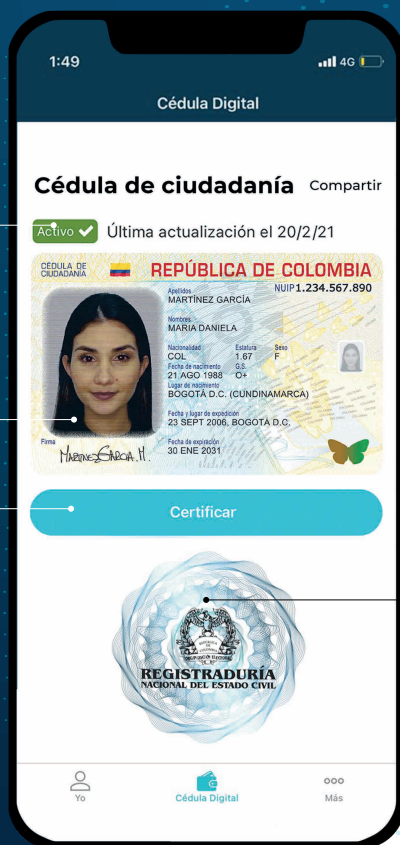 1:49
4G
Cédula Digital
Cédula de ciudadanía Compartir
Activo Última actualización el 20/2/21
CÉDULA DE
CIUDADANÍA
REPÚBLICA DE COLOMBIA
NUIP 1.234.567.890
Apellidos
MARTÍNEZ GARCÍA
Nombres
MARIA DANIELA
Nacionalidad Estatura Sexo
COL 1.67 F
Fecha de nacimiento G.S.
21 AGO 1988 O+
Lugar de nacimiento
BOGOTÁ D.C. (CUNDINAMARCA)
Fecha y lugar de expedición
23 SEPT 2006, BOGOTÁ D.C.
Firma
Fecha de expiración
30 ENE 2031
Martínez García. M.
Certificar
REGISTRADURÍA
NACIONAL DEL ESTADO CIVIL
Yo Cédula Digital Más